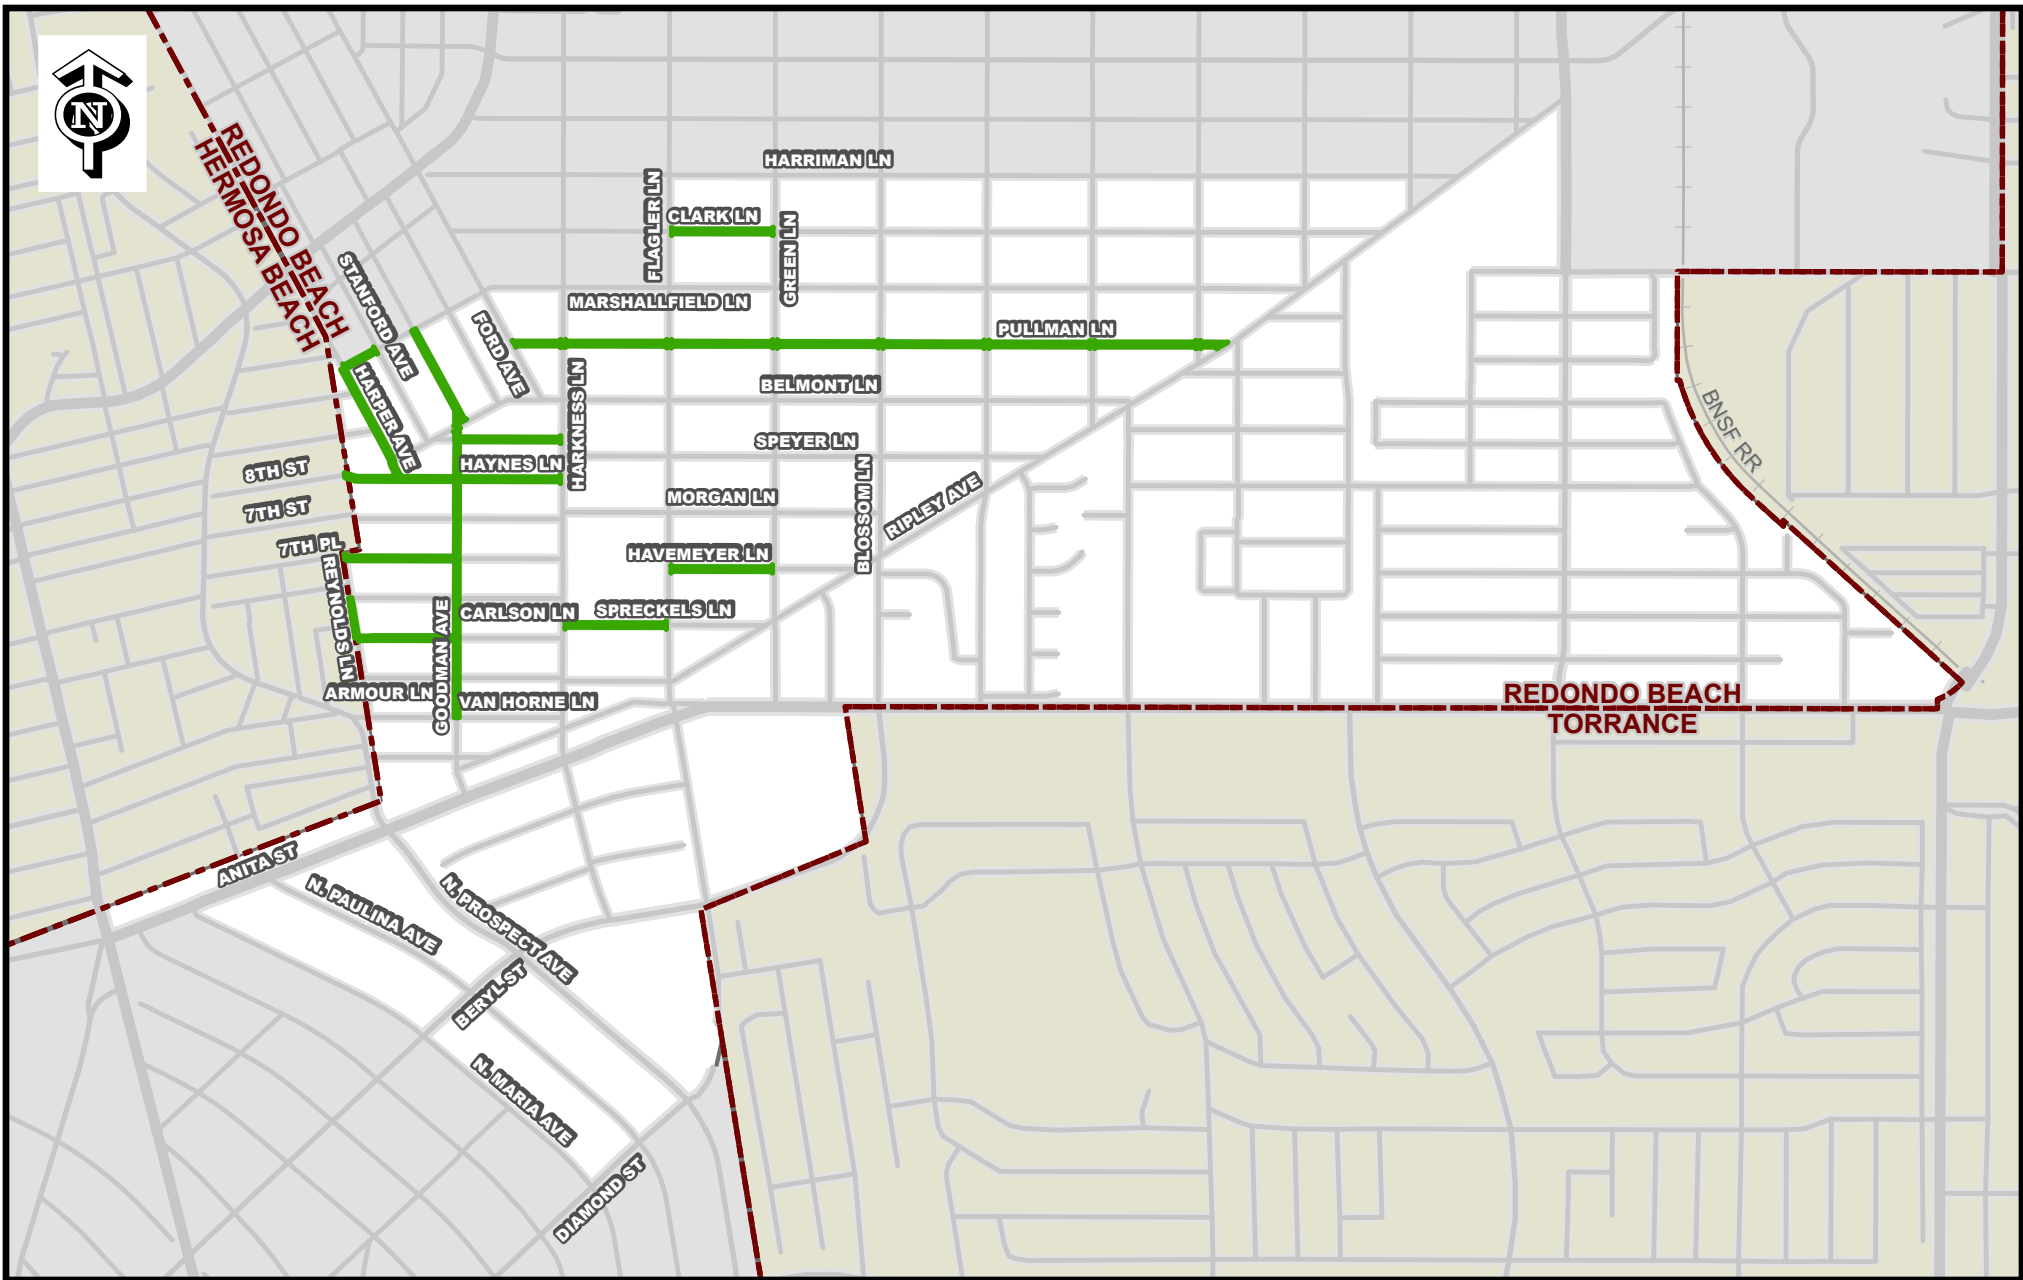 N
REDONDO BEACH
HERMOSA BEACH
HARRIMAN LN
FLAGLER LN
CLARK LN
GREEN LN
STANFORD AVE
MARSHALLFIELD LN
FORD AVE
PULLMAN LN
HARPER AVE
HARKNESS LN
BELMONT LN
BNSF RR
SPEYER LN
8TH ST
HAYNES LN
BLOSSOM LN
MORGAN LN
RIPLEY AVE
7TH ST
7TH PL
HAVEMEYER LN
REYNOLDS LN
GOODMAN AVE
CARLSON LN
SPRECKELS LN
ARMOUR LN
VAN HORNE LN
REDONDO BEACH
TORRANCE
ANITA ST
N. PAULINA AVE
N. PROSPECT AVE
BERYL ST
N. MARIA AVE
DIAMOND ST